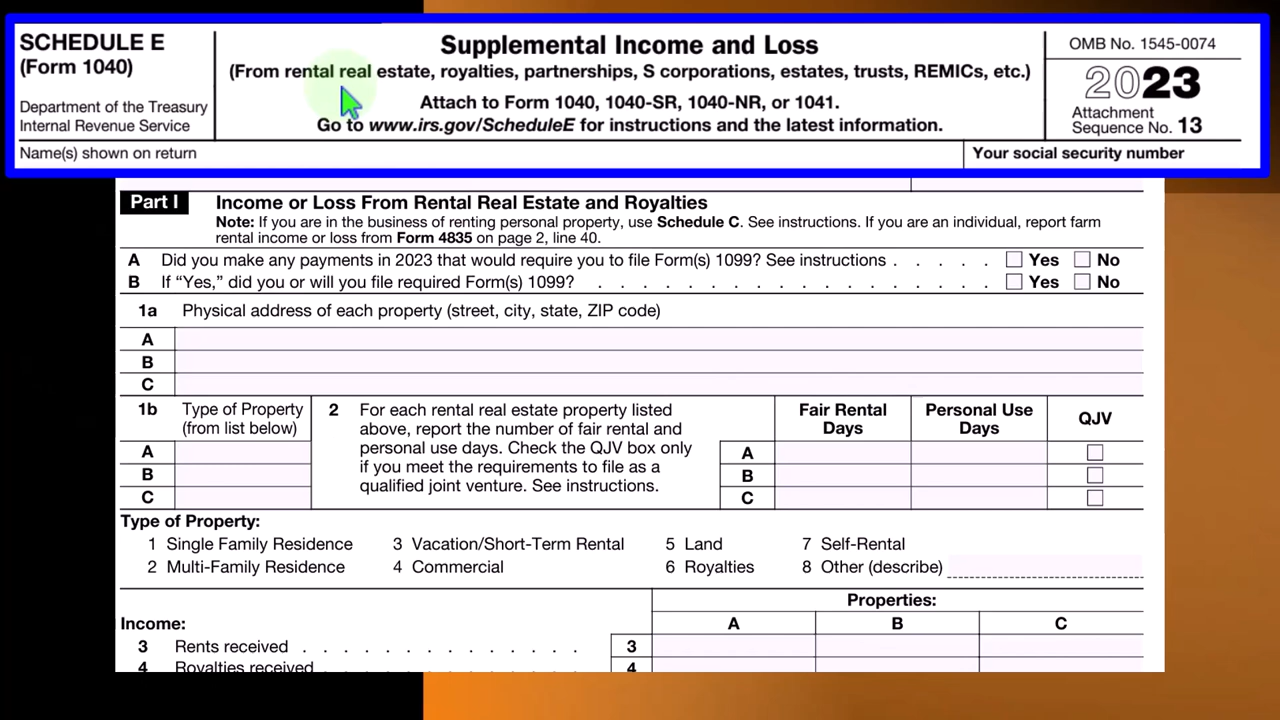 SCHEDULE E
(Form 1040)
Department of the Treasury
Internal Revenue Service
Supplemental Income and Loss
(From rental real estate, royalties, partnerships, S corporations, estates, trusts, REMICs, etc.)
Attach to Form 1040, 1040-SR, 1040-NR, or 1041.
Go to www.irs.gov/ScheduleE for instructions and the latest information.
OMB No. 1545-0074
2023
Attachment
Sequence No. 13
Name(s) shown on return
Your social security number
Part I Income or Loss From Rental Real Estate and Royalties
Note: If you are in the business of renting personal property, use Schedule C. See instructions. If you are an individual, report farm
rental income or loss from Form 4835 on page 2, line 40.
A Did you make any payments in 2023 that would require you to file Form(s) 1099? See instructions . . . . . Yes No
B If “Yes,” did you or will you file required Form(s) 1099? . . . . . . . . . . . . . . . . . . Yes No
1a Physical address of each property (street, city, state, ZIP code)
A
B
C
1b Type of Property
(from list below)
A
B
C
2 For each rental real estate property listed
above, report the number of fair rental and
personal use days. Check the QJV box only
if you meet the requirements to file as a
qualified joint venture. See instructions.
Fair Rental
Days
Personal Use
Days
QJV
A
B
C
Type of Property:
1 Single Family Residence 3 Vacation/Short-Term Rental 5 Land 7 Self-Rental
2 Multi-Family Residence 4 Commercial 6 Royalties 8 Other (describe)
Properties:
Income: A B C
3 Rents received . . . . . . . . . . . . . 3
4 Royalties received . . . . . . . . . . . . 4